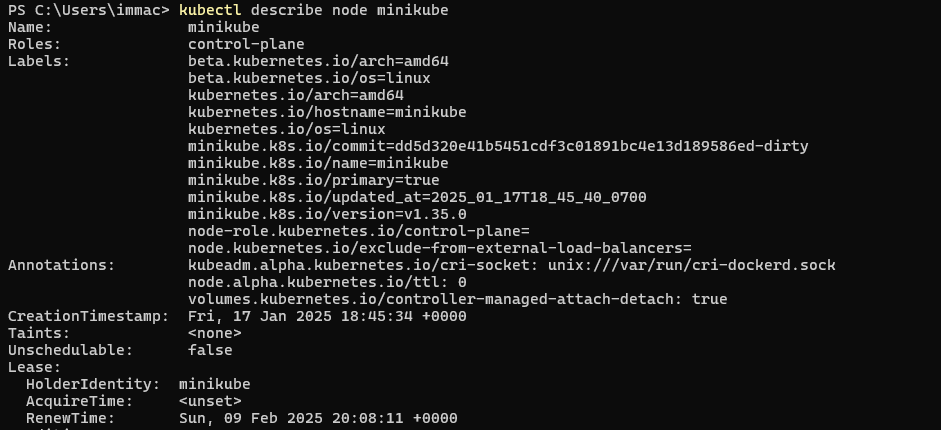 PS C:\Users\immac> kubectl describe node minikube
Name:               minikube
Roles:              control-plane
Labels:             beta.kubernetes.io/arch=amd64
                    beta.kubernetes.io/os=linux
                    kubernetes.io/arch=amd64
                    kubernetes.io/hostname=minikube
                    kubernetes.io/os=linux
                    minikube.k8s.io/commit=dd5d320e41b5451cdf3c01891bc4e13d189586ed-dirty
                    minikube.k8s.io/name=minikube
                    minikube.k8s.io/primary=true
                    minikube.k8s.io/updated_at=2025_01_17T18_45_40_0700
                    minikube.k8s.io/version=v1.35.0
                    node-role.kubernetes.io/control-plane=
                    node.kubernetes.io/exclude-from-external-load-balancers=
Annotations:        kubeadm.alpha.kubernetes.io/cri-socket: unix:///var/run/cri-dockerd.sock
                    node.alpha.kubernetes.io/ttl: 0
                    volumes.kubernetes.io/controller-managed-attach-detach: true
CreationTimestamp:  Fri, 17 Jan 2025 18:45:34 +0000
Taints:             <none>
Unschedulable:      false
Lease:
  HolderIdentity:  minikube
  AcquireTime:     <unset>
  RenewTime:       Sun, 09 Feb 2025 20:08:11 +0000